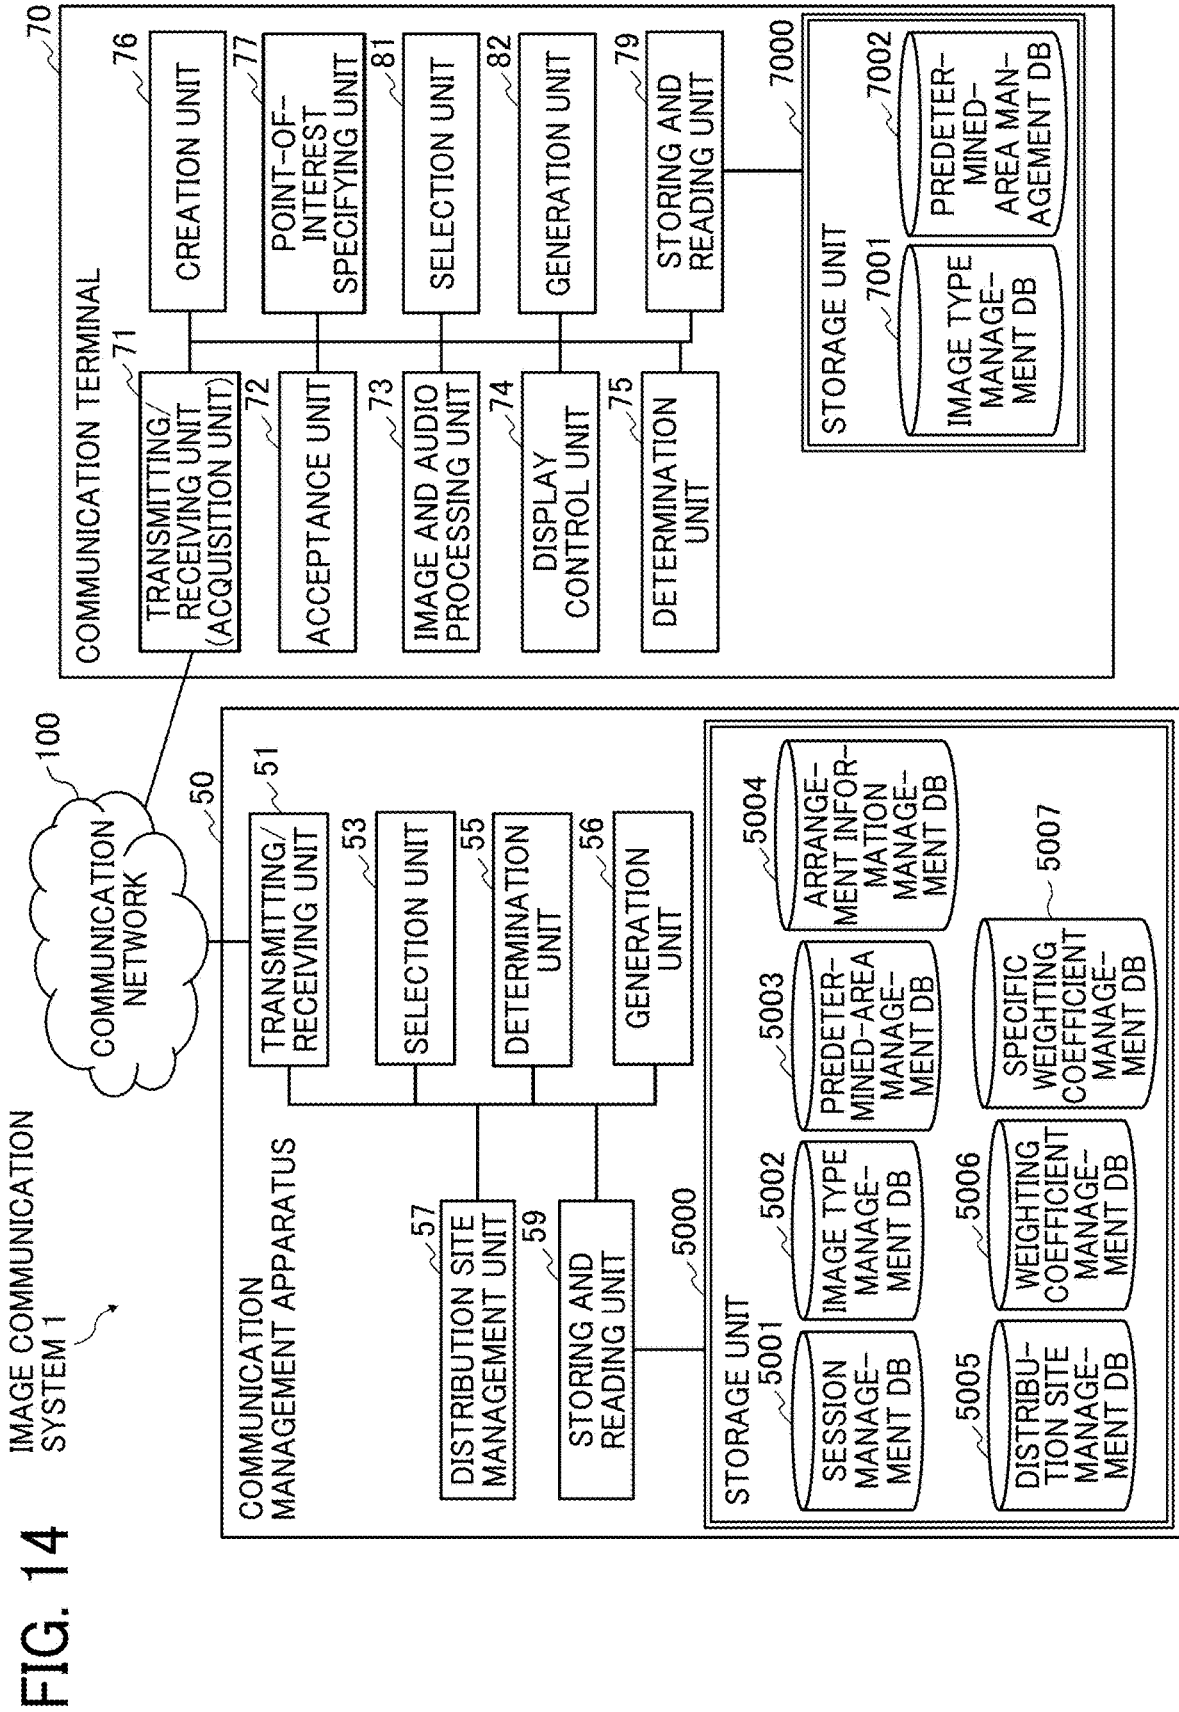 FIG. 14
IMAGE COMMUNICATION
SYSTEM 1
100
COMMUNICATION
NETWORK
50
COMMUNICATION
MANAGEMENT APPARATUS
51
TRANSMITTING/
RECEIVING UNIT
53
SELECTION UNIT
55
DETERMINATION
UNIT
56
GENERATION
UNIT
57
DISTRIBUTION SITE
MANAGEMENT UNIT
59
STORING AND
READING UNIT
5000
STORAGE UNIT
5001
SESSION
MANAGE-
MENT DB
5002
IMAGE TYPE
MANAGE-
MENT DB
5003
PREDETER-
MINED-AREA
MANAGE-
MENT DB
5004
ARRANGE-
MENT INFOR-
MATION
MANAGE-
MENT DB
5005
DISTRIBU-
TION SITE
MANAGE-
MENT DB
5006
WEIGHTING
COEFFICIENT
MANAGE-
MENT DB
5007
SPECIFIC
WEIGHTING
COEFFICIENT
MANAGE-
MENT DB
70
COMMUNICATION TERMINAL
71
TRANSMITTING/
RECEIVING UNIT
(ACQUISITION UNIT)
72
ACCEPTANCE UNIT
73
IMAGE AND AUDIO
PROCESSING UNIT
74
DISPLAY
CONTROL UNIT
75
DETERMINATION
UNIT
76
CREATION UNIT
77
POINT-OF-
INTEREST
SPECIFYING UNIT
81
SELECTION UNIT
82
GENERATION UNIT
79
STORING AND
READING UNIT
7000
STORAGE UNIT
7001
IMAGE TYPE
MANAGE-
MENT DB
7002
PREDETER-
MINED-
AREA MAN-
AGEMENT DB